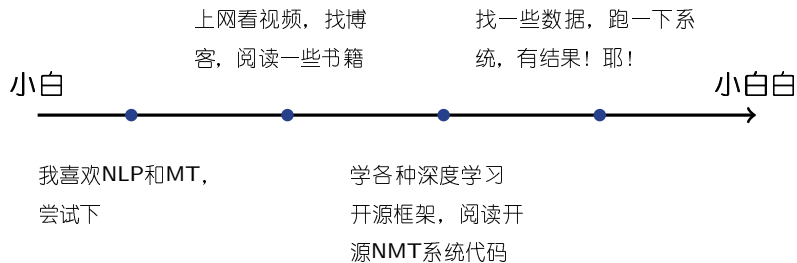 上网看视频，找博
客，阅读一些书籍
找一些数据，跑一下系
统，有结果！耶！
小白
小白白
我喜欢NLP和MT，
尝试下
学各种深度学习
开源框架，阅读开
源NMT系统代码